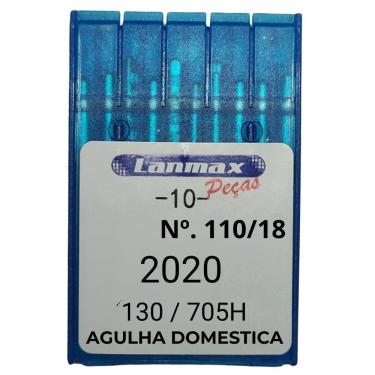 Lanmax
Peças
-10-
Nº. 110/18
2020
130 / 705H
AGULHA DOMESTICA